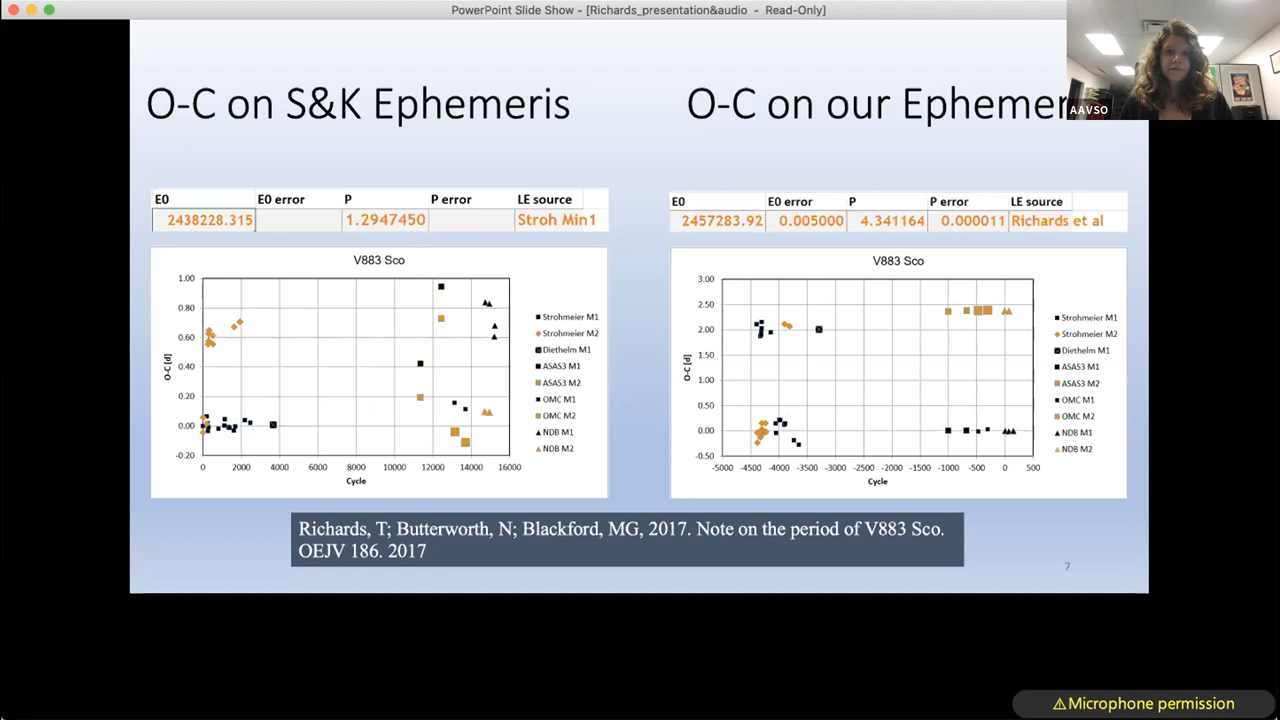 PowerPoint Slide Show - [Richards_presentation&audio - Read-Only]
AAVSO
O-C on S&K Ephemeris
O-C on our Ephemer
E0 E0 error P P error LE source
2438228.315 1.2947450 Stroh Min1
E0 E0 error P P error LE source
2457283.92 0.005000 4.341164 0.000011 Richards et al
V883 Sco
1.00
0.80
0.60
0.40
0.20
0.00
-0.20
O-C [d]
0 2000 4000 6000 8000 10000 12000 14000 16000
Cycle
Strohmeier M1
Strohmeier M2
Diethelm M1
ASAS3 M1
ASAS3 M2
OMC M1
OMC M2
NDB M1
NDB M2
V883 Sco
3.00
2.50
2.00
1.50
1.00
0.50
0.00
-0.50
O-C [d]
-5000 -4500 -4000 -3500 -3000 -2500 -2000 -1500 -1000 -500 0 500
Cycle
Strohmeier M1
Strohmeier M2
Diethelm M1
ASAS3 M1
ASAS3 M2
OMC M1
OMC M2
NDB M1
NDB M2
Richards, T; Butterworth, N; Blackford, MG, 2017. Note on the period of V883 Sco.
OEJV 186. 2017
7
⚠Microphone permission